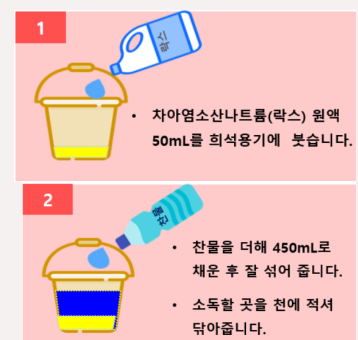 1
락스
• 차아염소산나트륨(락스) 원액
50mL를 희석용기에 붓습니다.
2
찬물
• 찬물을 더해 450mL로
채운 후 잘 섞어 줍니다.
• 소독할 곳을 천에 적셔
닦아줍니다.